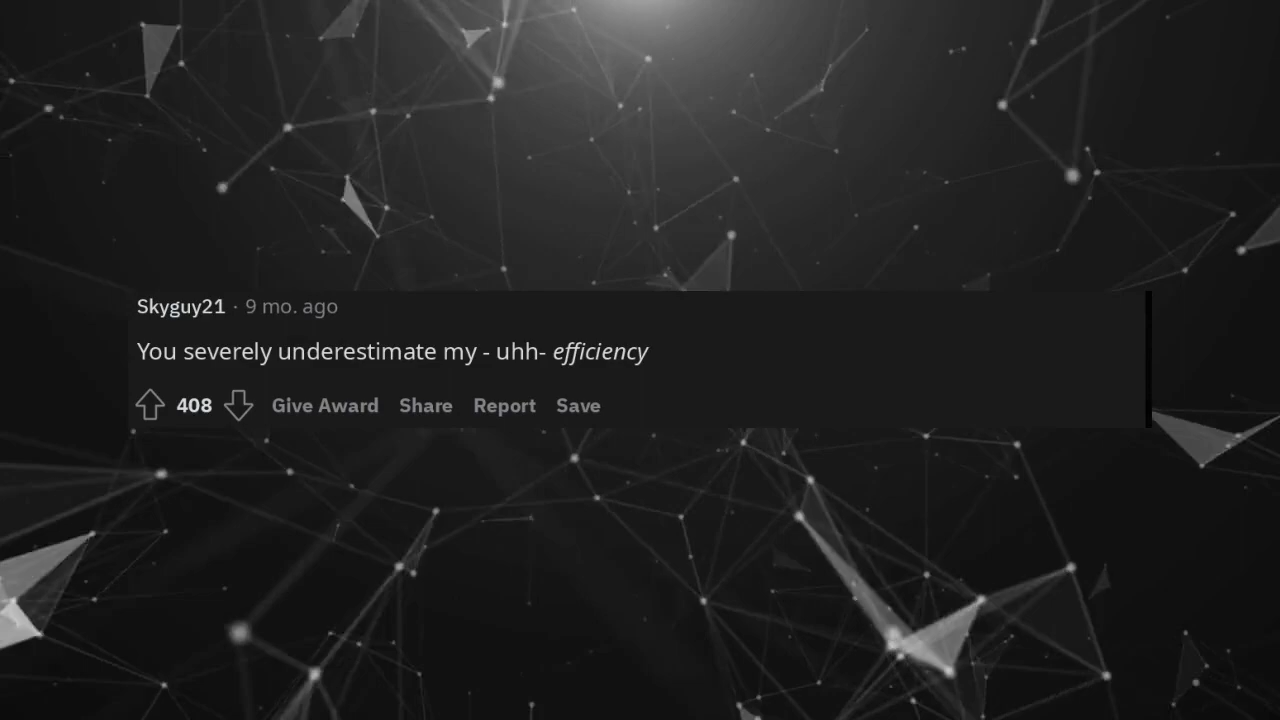 Skyguy21 · 9 mo. ago
You severely underestimate my - uhh- efficiency
408 Give Award Share Report Save